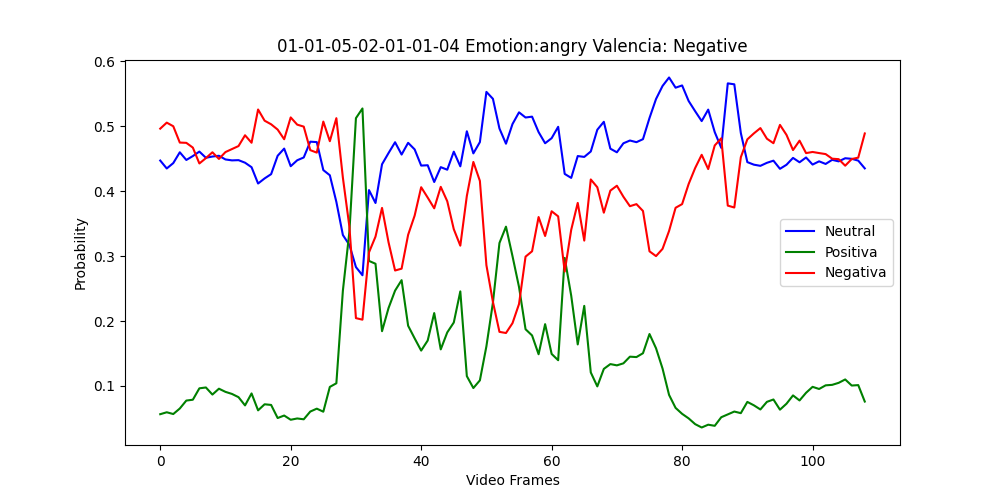 01-01-05-02-01-01-04 Emotion:angry Valencia: Negative
0.6
0.5
0.4
0.3
0.2
0.1
Probability
Neutral
Positiva
Negativa
0 20 40 60 80 100
Video Frames